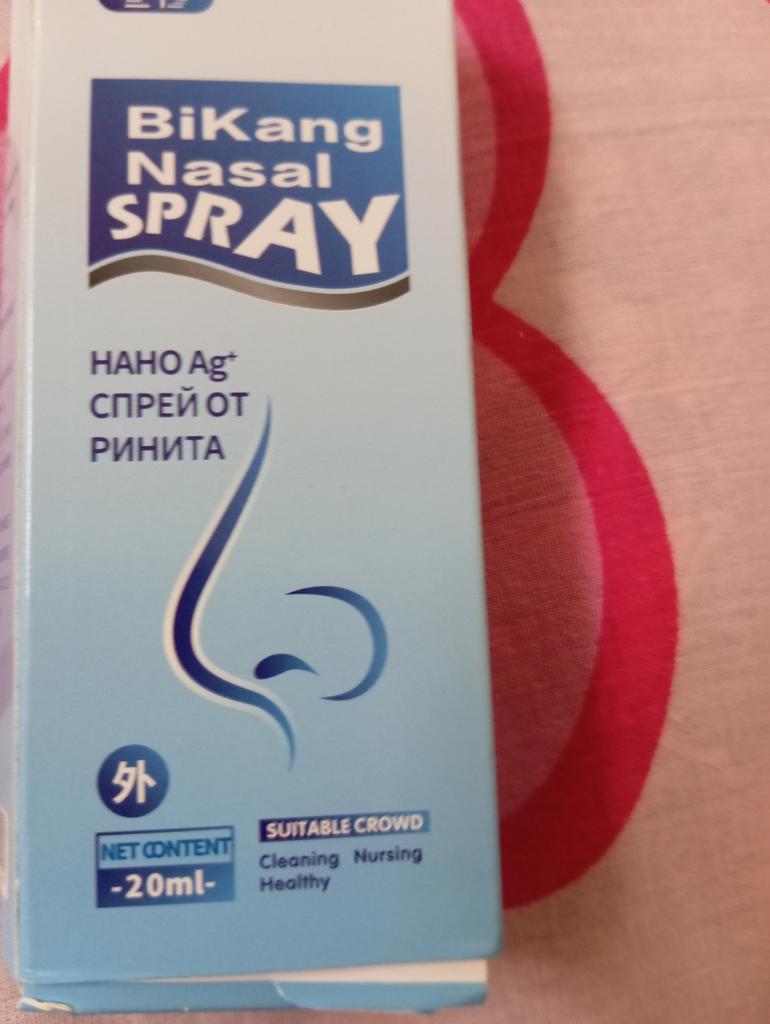 BiKang
Nasal
SPRAY
НАНО Ag⁺
СПРЕЙ ОТ
РИНИТА
外
NET CONTENT
-20ml-
SUITABLE CROWD
Cleaning Nursing
Healthy